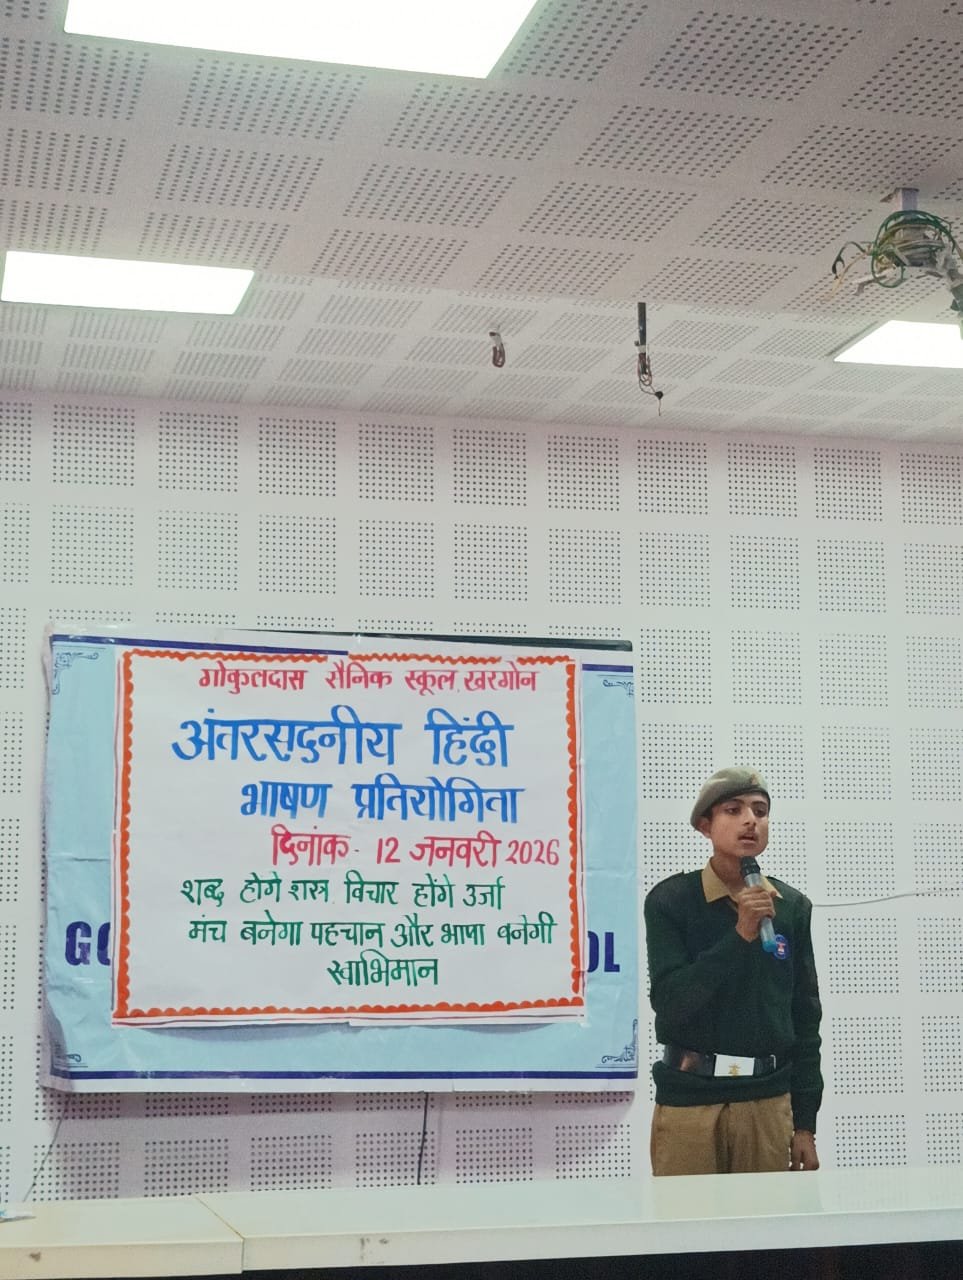 गोकुलदास सैनिक स्कूल, खरगोन
अंतरसदनीय हिंदी
भाषण प्रतियोगिता
दिनांक - 12 जनवरी 2026
शब्द होगे शस्त्र विचार होंगे उर्जा
मंच बनेगा पहचान और भाषा बनेगी
स्वाभिमान